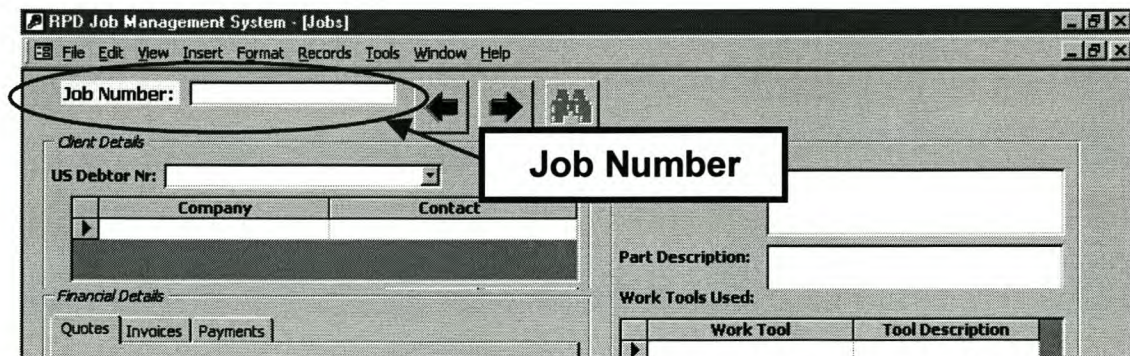 RPD Job Management System - [Jobs]
File Edit View Insert Format Records Tools Window Help
Job Number:
Job Number
Client Details
US Debtor Nr:
Company Contact
Part Description:
Financial Details
Work Tools Used:
Quotes Invoices Payments
Work Tool Tool Description